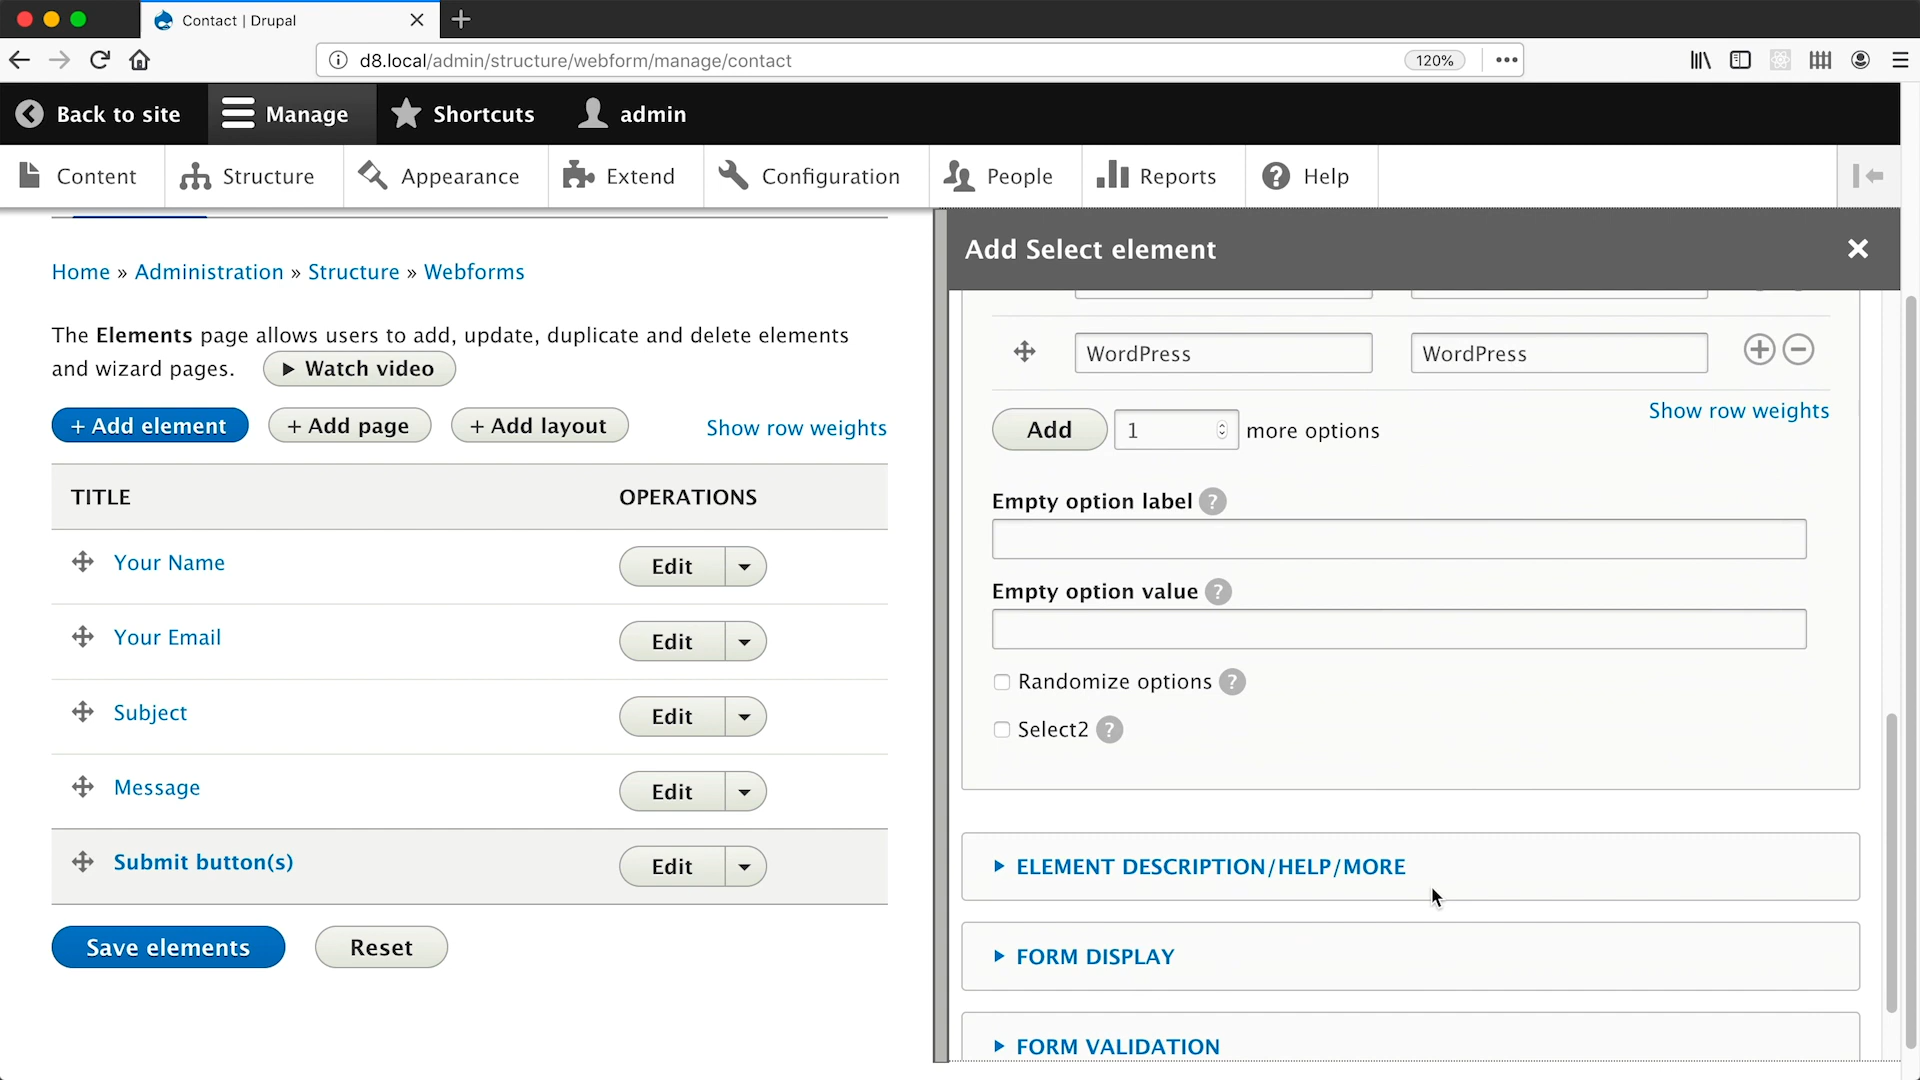 Contact | Drupal
d8.local/admin/structure/webform/manage/contact
120%
Back to site
Manage
Shortcuts
admin
Content
Structure
Appearance
Extend
Configuration
People
Reports
Help
Home » Administration » Structure » Webforms
The Elements page allows users to add, update, duplicate and delete elements
and wizard pages. Watch video
+ Add element
+ Add page
+ Add layout
Show row weights
TITLE OPERATIONS
Your Name Edit
Your Email Edit
Subject Edit
Message Edit
Submit button(s) Edit
Save elements
Reset
Add Select element
WordPress WordPress
Show row weights
Add 1 more options
Empty option label ?
Empty option value ?
Randomize options ?
Select2 ?
ELEMENT DESCRIPTION/HELP/MORE
FORM DISPLAY
FORM VALIDATION